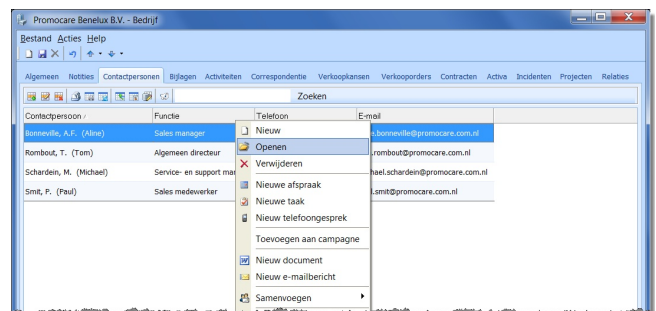 Promocare Benelux B.V. - Bedrijf
Bestand Acties Help
Algemeen Notities Contactpersonen Bijlagen Activiteiten Correspondentie Verkoopkansen Verkooporders Contracten Activa Incidenten Projecten Relaties
Zoeken
Contactpersoon Functie Telefoon E-mail
Bonneville, A.F. (Aline) Sales manager e.bonneville@promocare.com.nl
Rombout, T. (Tom) Algemeen directeur .rombout@promocare.com.nl
Schardein, M. (Michael) Service- en support mar hael.schardein@promocare.com.nl
Smit, P. (Paul) Sales medewerker l.smit@promocare.com.nl
Nieuw
Openen
Verwijderen
Nieuwe afspraak
Nieuwe taak
Nieuw telefoongesprek
Toevoegen aan campagne
Nieuw document
Nieuw e-mailbericht
Samenvoegen